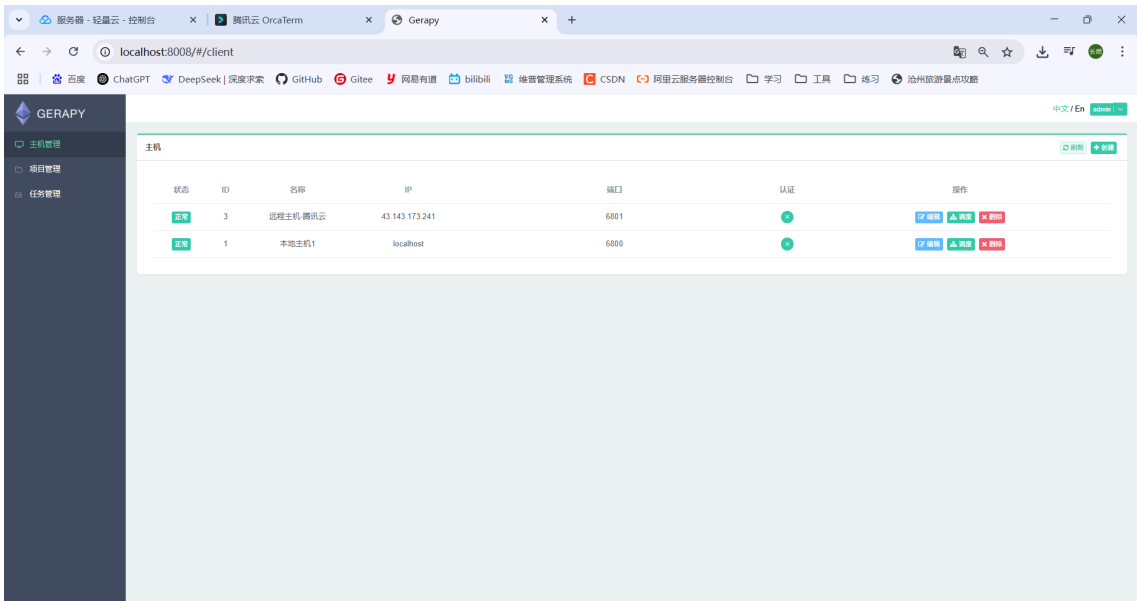 服务器 - 轻量云 - 控制台
腾讯云 OrcaTerm
Gerapy
localhost:8008/#/client
百度
ChatGPT
DeepSeek | 深度求索
GitHub
Gitee
网易有道
bilibili
维普管理系统
CSDN
阿里云服务器控制台
学习
工具
练习
沧州旅游景点攻略
GERAPY
中文 / En admin
主机管理
项目管理
任务管理
主机
刷新 创建
状态 ID 名称 IP 端口 认证 操作
正常 3 远程主机-腾讯云 43.143.173.241 6801 编辑 调度 删除
正常 1 本地主机1 localhost 6800 编辑 调度 删除